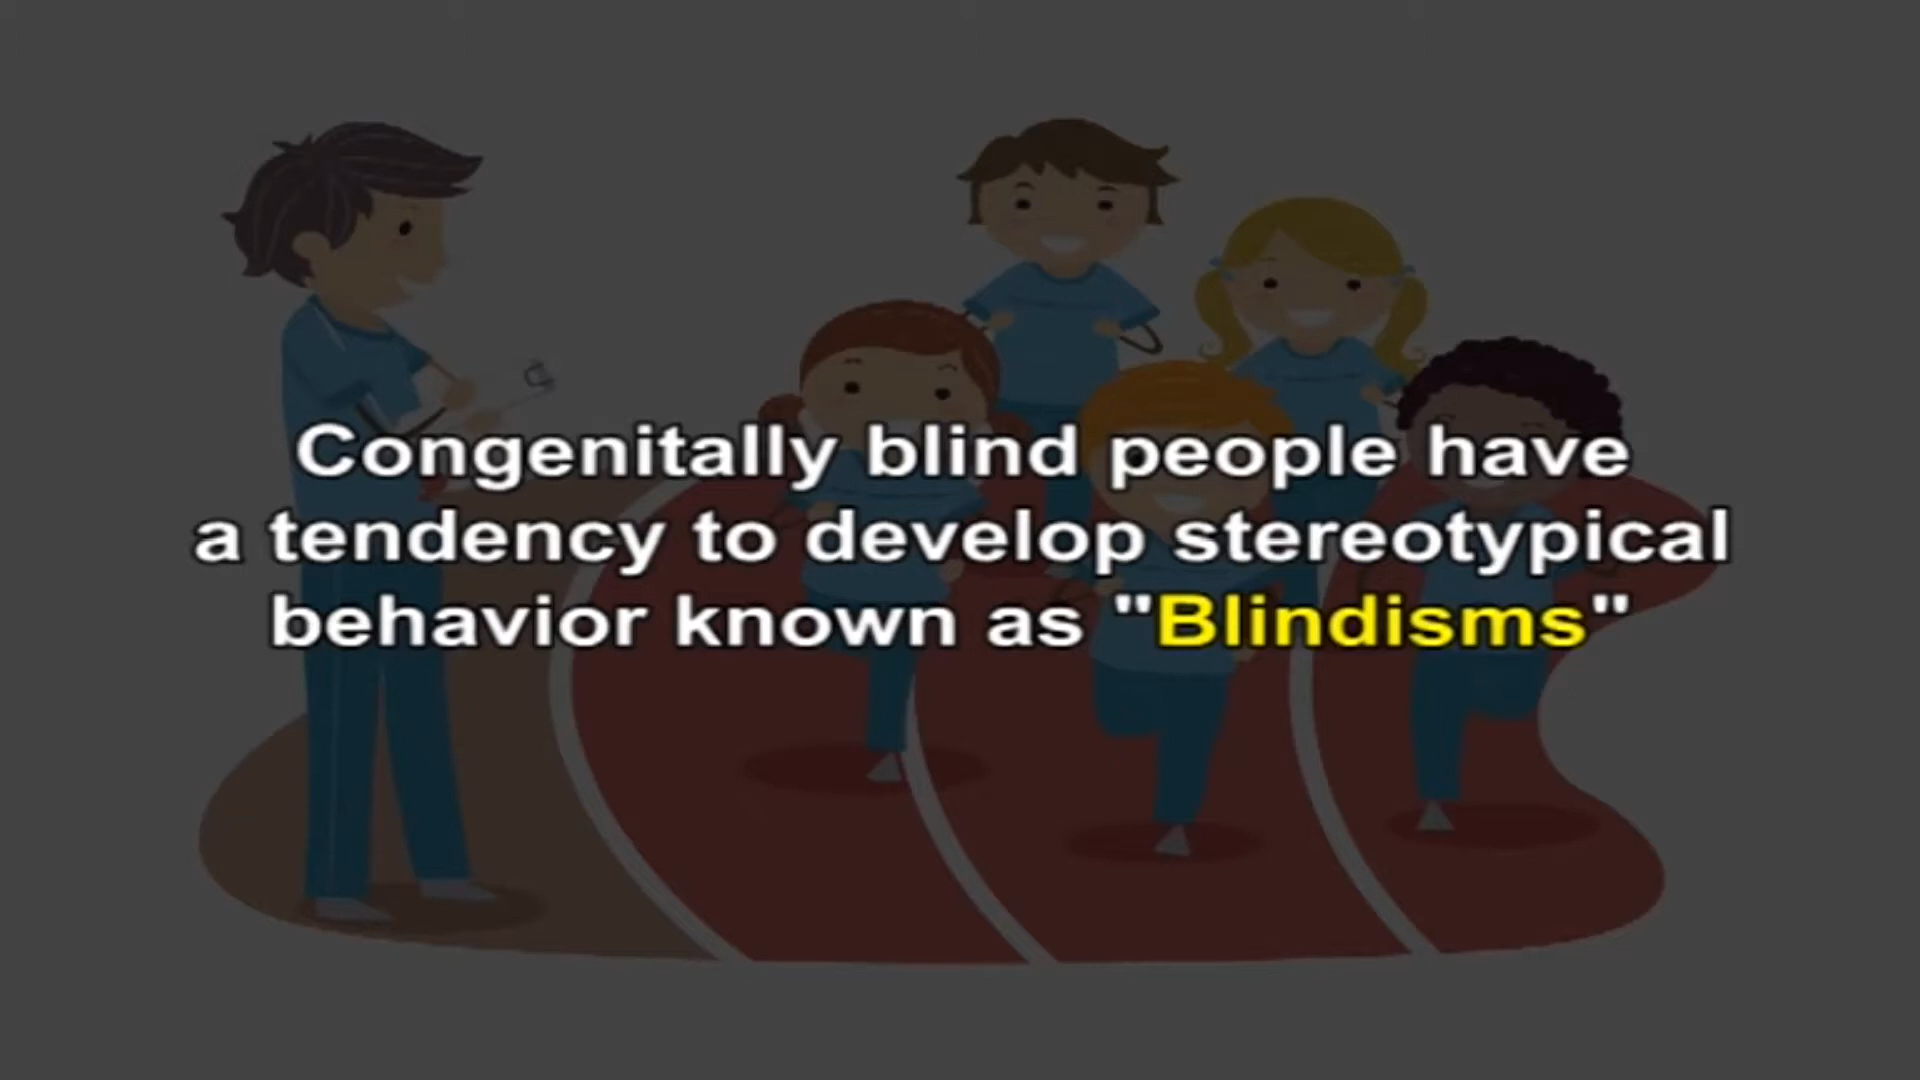 Congenitally blind people have
a tendency to develop stereotypical
behavior known as "Blindisms"